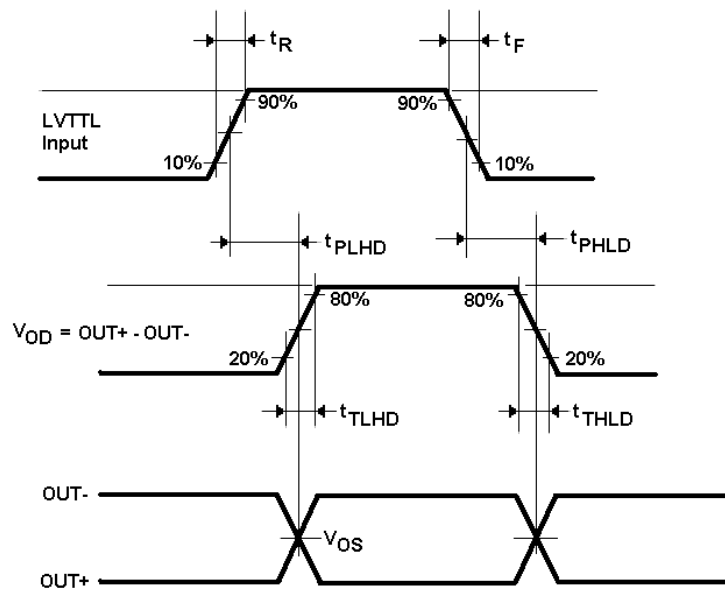 tR
tF
90%
90%
LVTTL
Input
10%
10%
tPLHD
tPHLD
80%
80%
VOD = OUT+ - OUT-
20%
20%
tTLHD
tTHLD
OUT-
VOS
OUT+